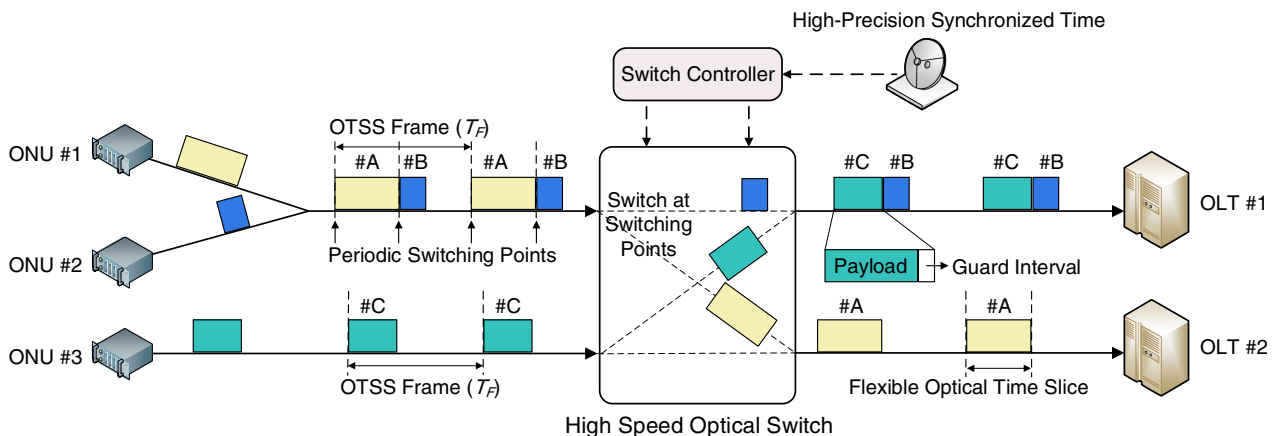 High-Precision Synchronized Time
Switch Controller
OTSS Frame (T_F)
ONU #1
#A
#B
#A
#B
#C
#B
#C
#B
Switch at
Switching
Points
OLT #1
Periodic Switching Points
ONU #2
Payload
Guard Interval
#C
#C
#A
#A
ONU #3
OLT #2
OTSS Frame (T_F)
Flexible Optical Time Slice
High Speed Optical Switch